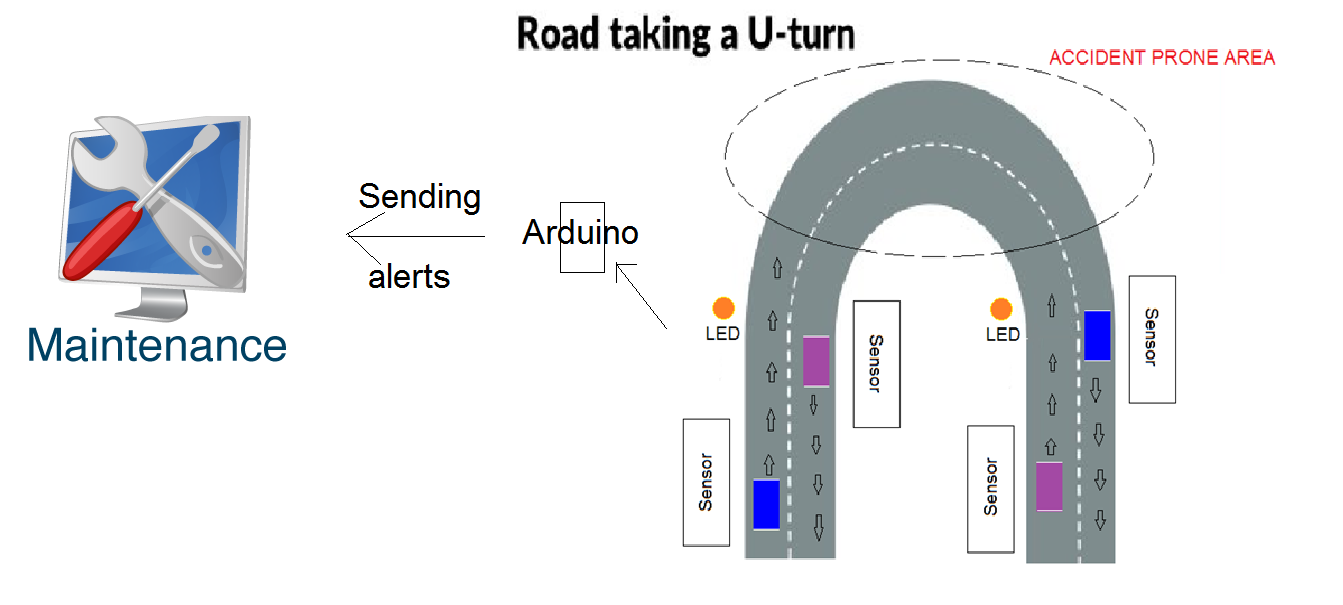 Road taking a U-turn
ACCIDENT PRONE AREA
Sending
Arduino
alerts
Maintenance
LED
LED
Sensor
Sensor
Sensor
Sensor